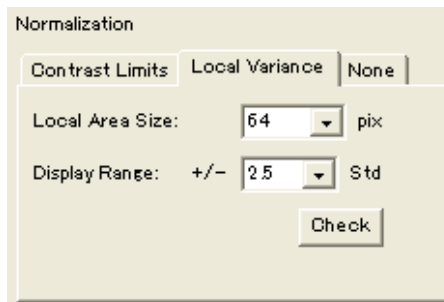 Normalization
Contrast Limits Local Variance None
Local Area Size: 64 pix
Display Range: +/- 2.5 Std
Check